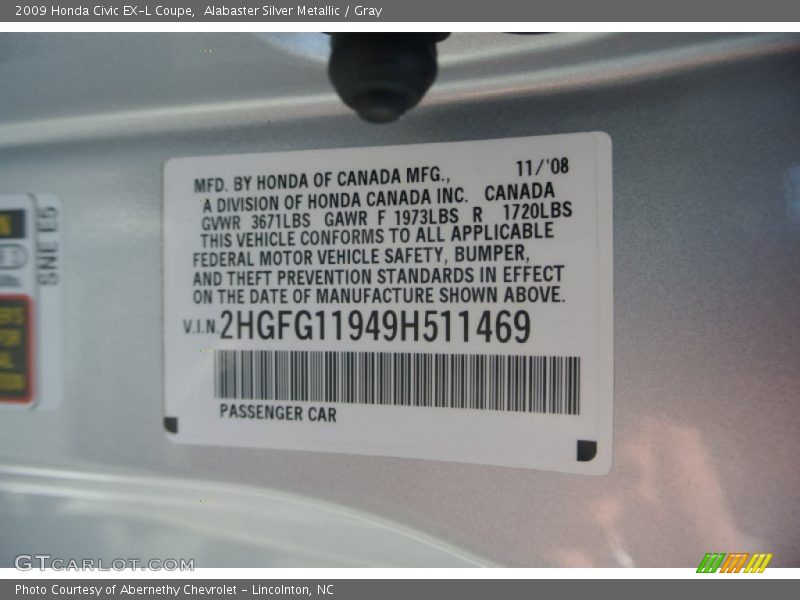 2009 Honda Civic EX-L Coupe, Alabaster Silver Metallic / Gray
MFD. BY HONDA OF CANADA MFG., 11/'08
A DIVISION OF HONDA CANADA INC. CANADA
GVWR 3671LBS GAWR F 1973LBS R 1720LBS
THIS VEHICLE CONFORMS TO ALL APPLICABLE
FEDERAL MOTOR VEHICLE SAFETY, BUMPER,
AND THEFT PREVENTION STANDARDS IN EFFECT
ON THE DATE OF MANUFACTURE SHOWN ABOVE.
V.I.N. 2HGFG11949H511469
PASSENGER CAR
SNE E5
GTCARLOT.COM
Photo Courtesy of Abernethy Chevrolet - Lincolnton, NC